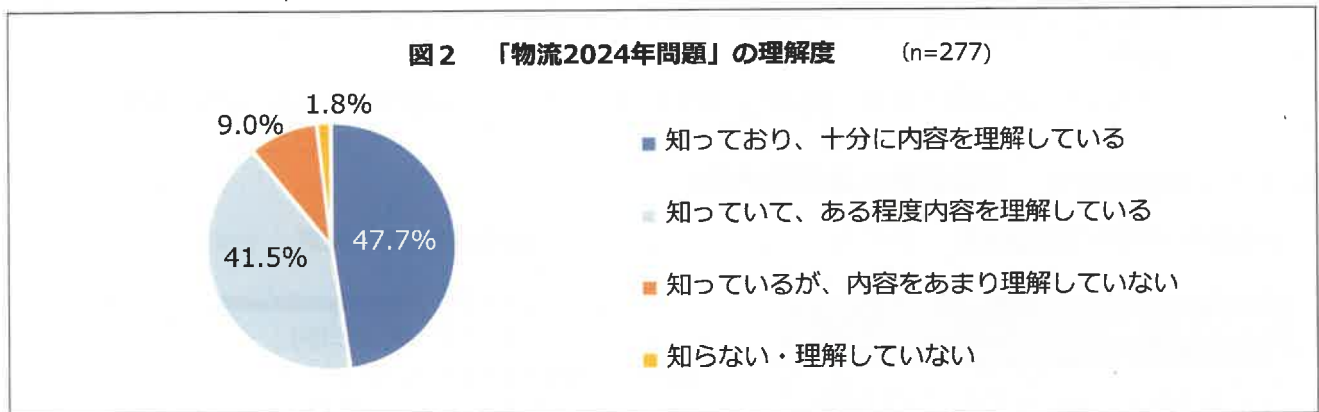 図2 「物流2024年問題」の理解度 (n=277)
1.8%
9.0%
47.7%
41.5%
■ 知っており、十分に内容を理解している
■ 知っていて、ある程度内容を理解している
■ 知っているが、内容をあまり理解していない
■ 知らない・理解していない